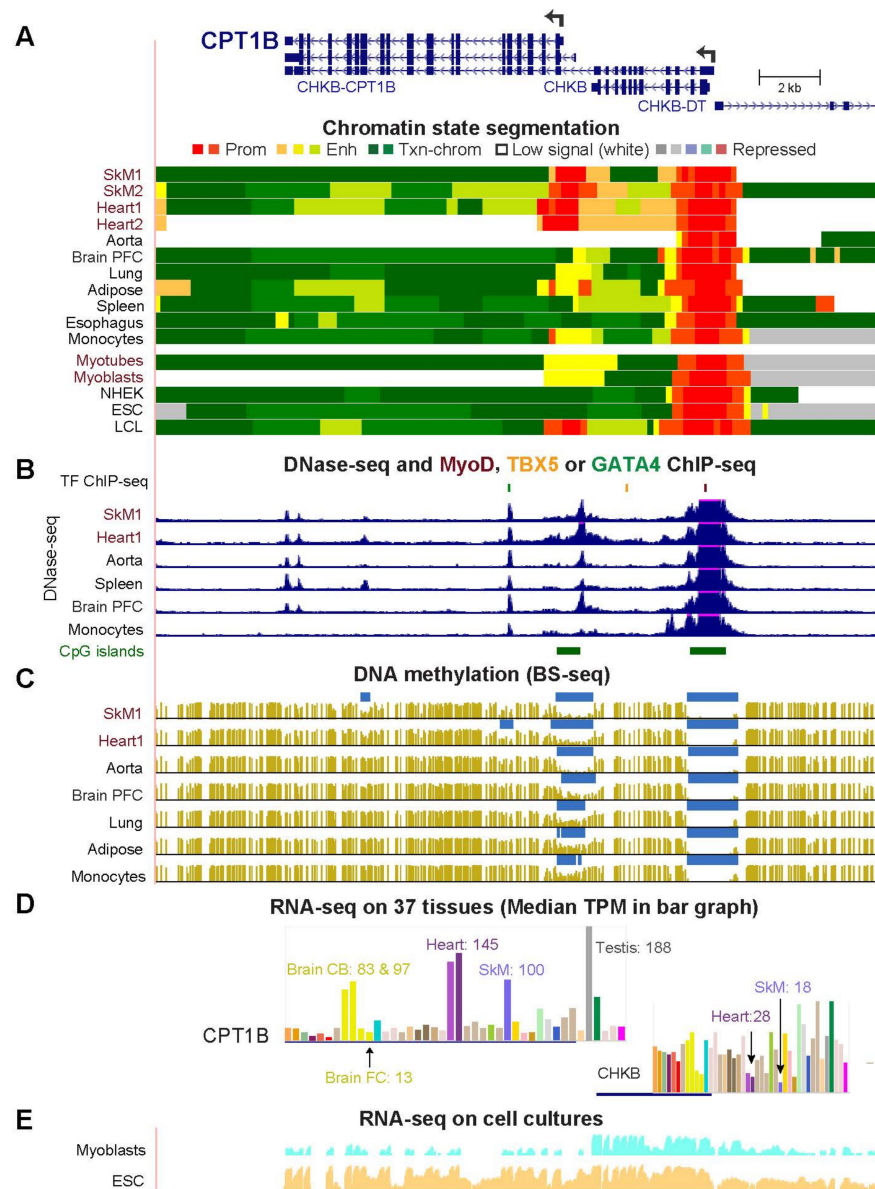 A
CPT1B
CHKB-CPT1B
CHKB
CHKB-DT
2 kb
Chromatin state segmentation
Prom Enh Txn-chrom Low signal (white) Repressed
SkM1
SkM2
Heart1
Heart2
Aorta
Brain PFC
Lung
Adipose
Spleen
Esophagus
Monocytes
Myotubes
Myoblasts
NHEK
ESC
LCL
B
DNase-seq and MyoD, TBX5 or GATA4 ChIP-seq
TF ChIP-seq
DNase-seq
SkM1
Heart1
Aorta
Spleen
Brain PFC
Monocytes
CpG islands
C
DNA methylation (BS-seq)
SkM1
Heart1
Aorta
Brain PFC
Lung
Adipose
Monocytes
D
RNA-seq on 37 tissues (Median TPM in bar graph)
Heart: 145
Testis: 188
Brain CB: 83 & 97
SkM: 100
SkM: 18
Heart:28
CPT1B
Brain FC: 13
CHKB
E
RNA-seq on cell cultures
Myoblasts
ESC